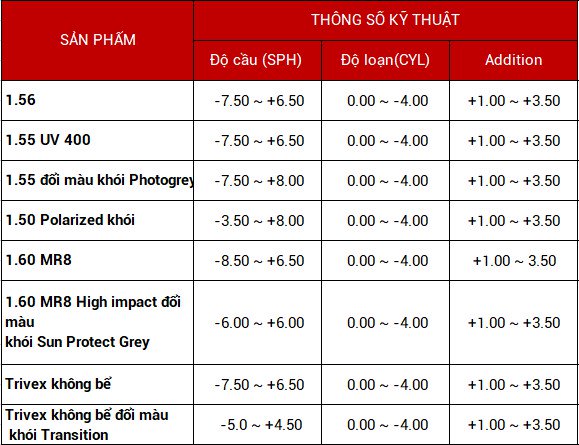 SẢN PHẨM
THÔNG SỐ KỸ THUẬT
Độ cầu (SPH) Độ loạn(CYL) Addition
1.56 -7.50 ~ +6.50 0.00 ~ -4.00 +1.00 ~ +3.50
1.55 UV 400 -7.50 ~ +6.50 0.00 ~ -4.00 +1.00 ~ +3.50
1.55 đổi màu khói Photogrey -7.50 ~ +8.00 0.00 ~ -4.00 +1.00 ~ +3.50
1.50 Polarized khói -3.50 ~ +8.00 0.00 ~ -4.00 +1.00 ~ +3.50
1.60 MR8 -8.50 ~ +6.50 0.00 ~ -4.00 +1.00 ~ 3.50
1.60 MR8 High impact đổi
màu
khói Sun Protect Grey -6.00 ~ +6.00 0.00 ~ -4.00 +1.00 ~ +3.50
Trivex không bể -7.50 ~ +6.50 0.00 ~ -4.00 +1.00 ~ +3.50
Trivex không bể đổi màu
khói Transition -5.0 ~ +4.50 0.00 ~ -4.00 +1.00 ~ +3.50